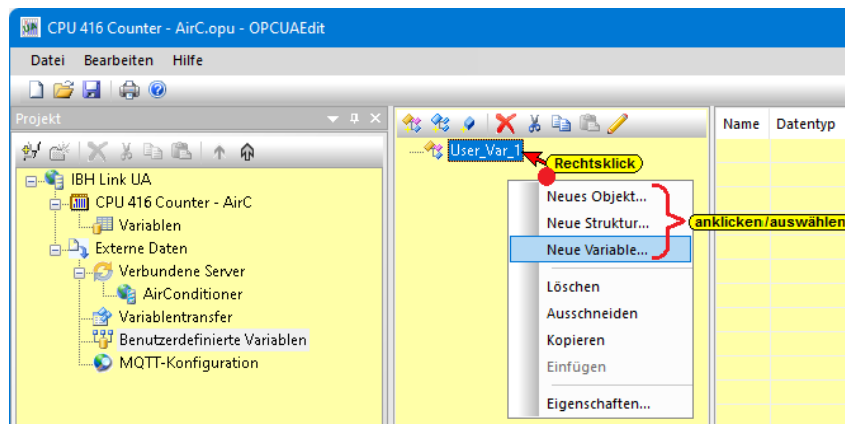 CPU 416 Counter - AirC.opu - OPCUAEdit
Datei Bearbeiten Hilfe
Projekt
IBH Link UA
CPU 416 Counter - AirC
Variablen
Externe Daten
Verbundene Server
AirConditioner
Variablentransfer
Benutzerdefinierte Variablen
MQTT-Konfiguration
User_Var_1
Rechtsklick
Neues Objekt...
Neue Struktur...
Neue Variable...
Löschen
Ausschneiden
Kopieren
Einfügen
Eigenschaften...
anklicken/auswählen
Name Datentyp